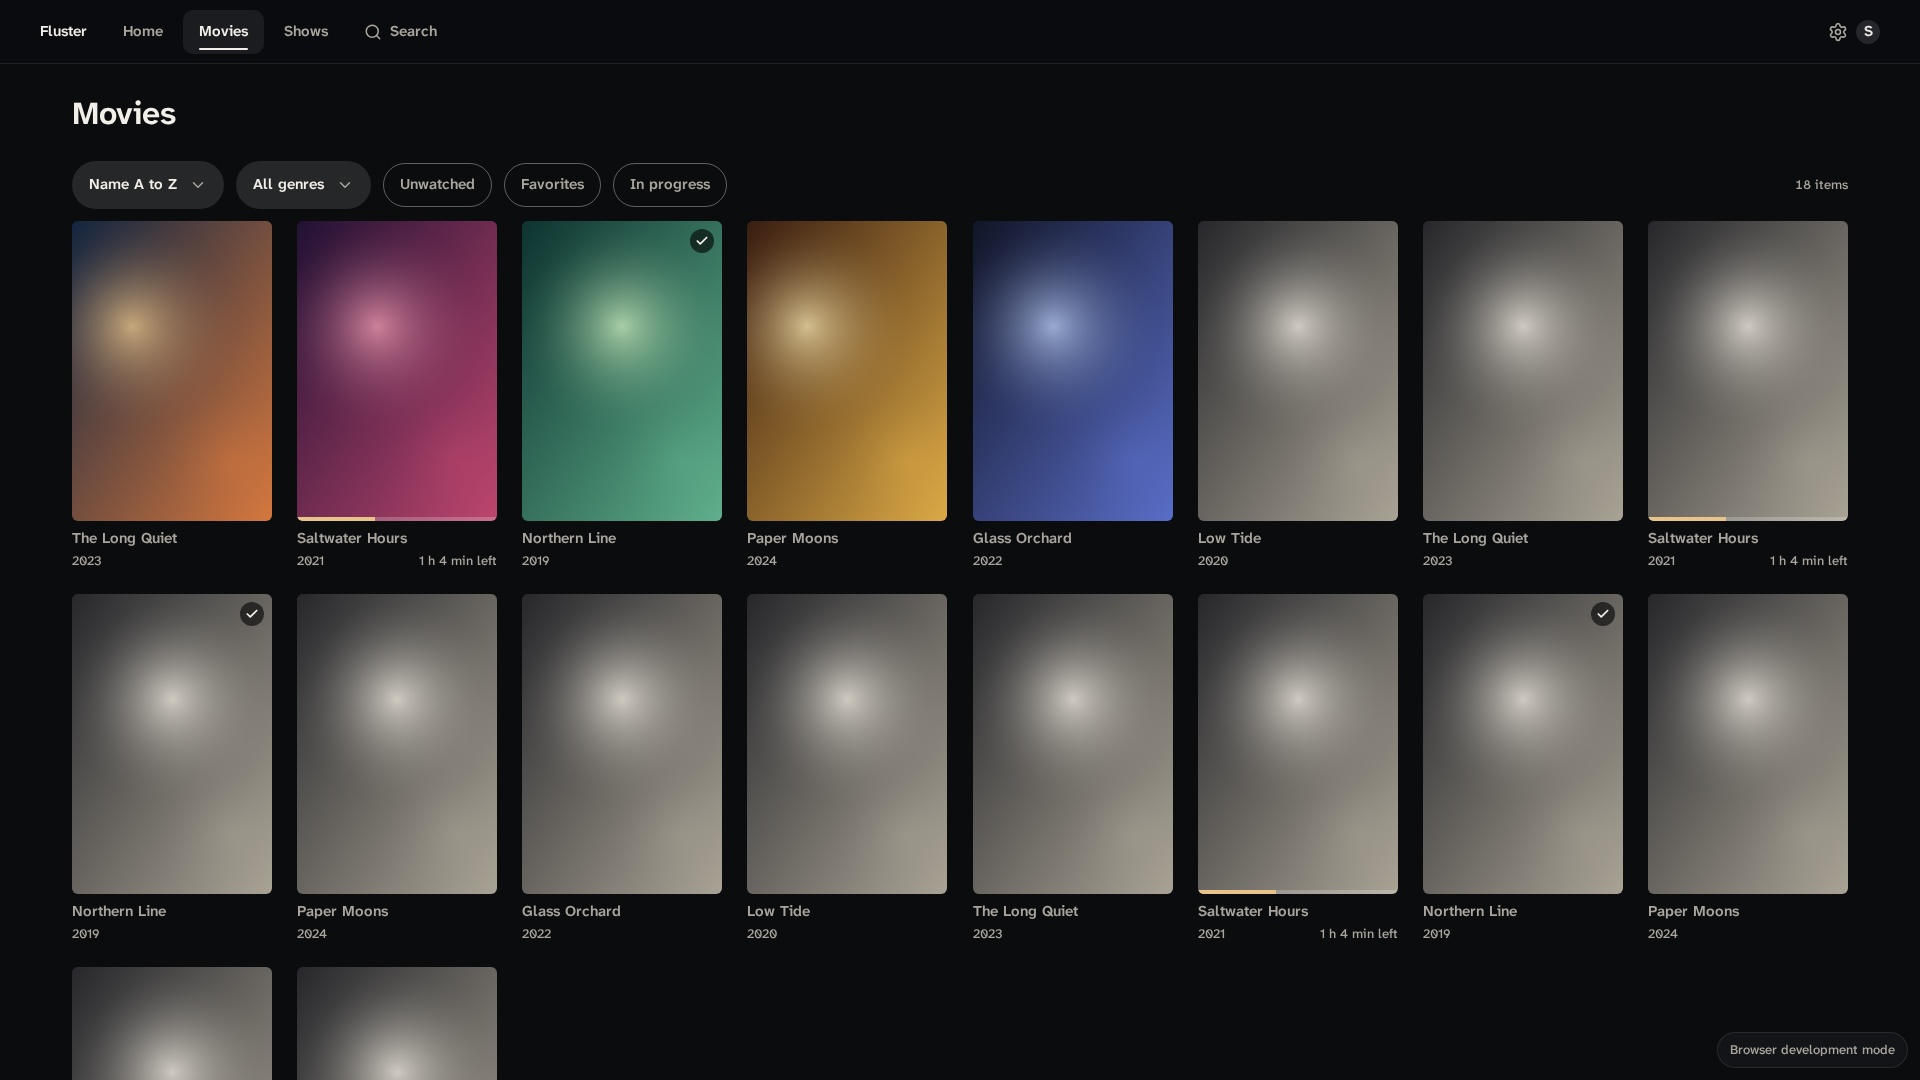 Fluster Home Movies Shows Search S
Movies
Name A to Z All genres Unwatched Favorites In progress 18 items
The Long Quiet Saltwater Hours Northern Line Paper Moons Glass Orchard Low Tide The Long Quiet Saltwater Hours
2023 2021 1 h 4 min left 2019 2024 2022 2020 2023 2021 1 h 4 min left
Northern Line Paper Moons Glass Orchard Low Tide The Long Quiet Saltwater Hours Northern Line Paper Moons
2019 2024 2022 2020 2023 2021 1 h 4 min left 2019 2024
Browser development mode